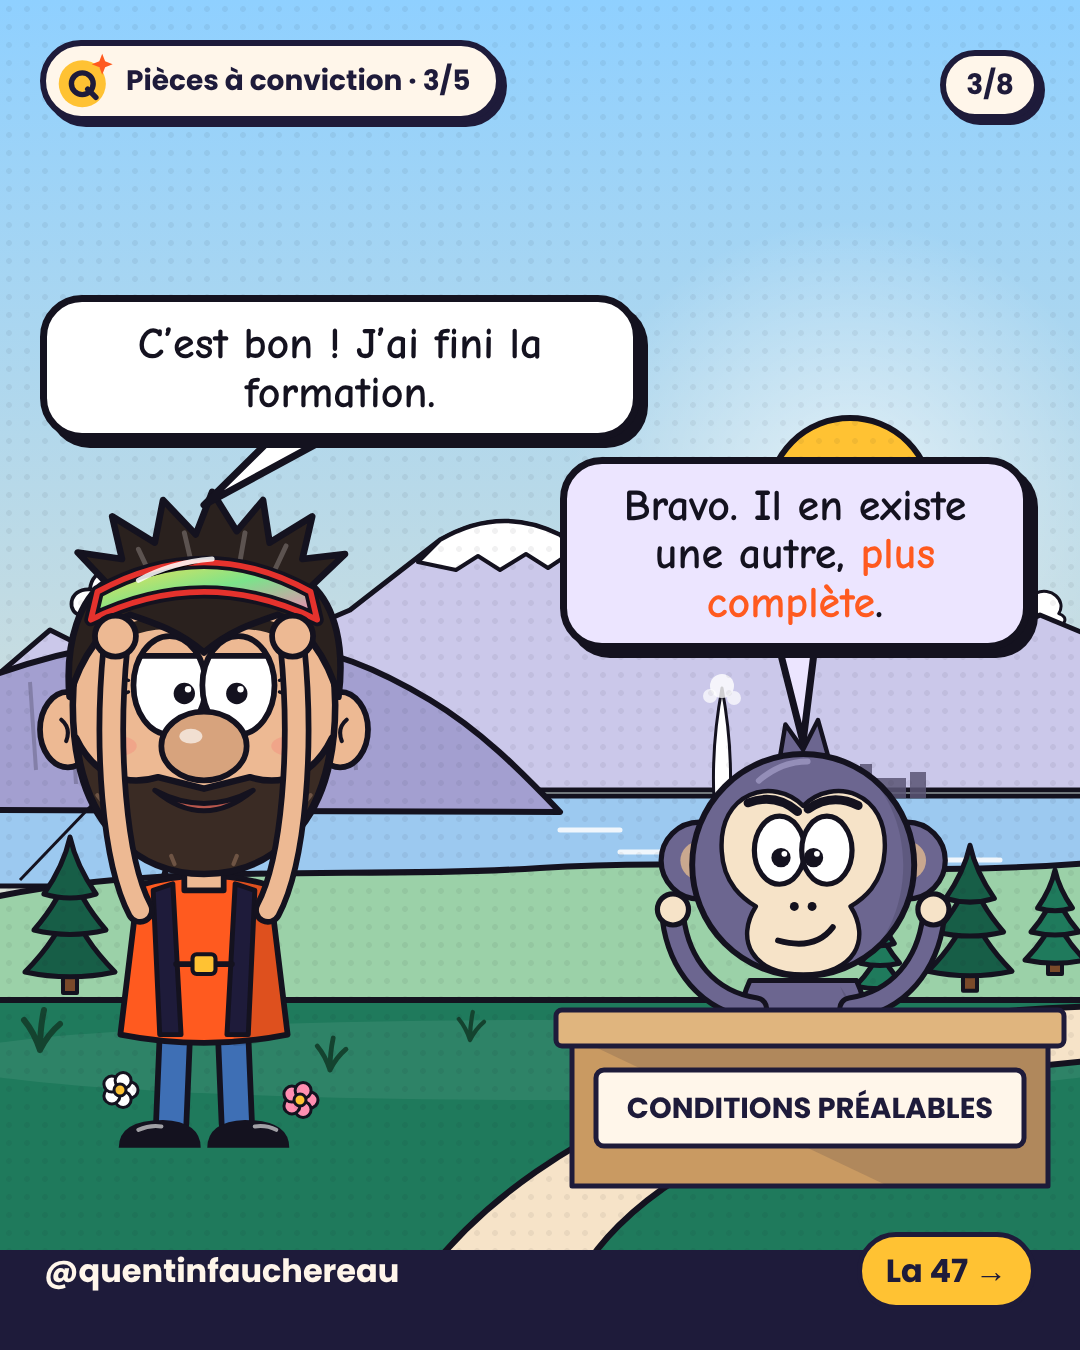 Q
Pièces à conviction · 3/5
3/8
C'est bon ! J'ai fini la
formation.
Bravo. Il en existe
une autre, plus
complète.
CONDITIONS PRÉALABLES
@quentinfauchereau
La 47 →